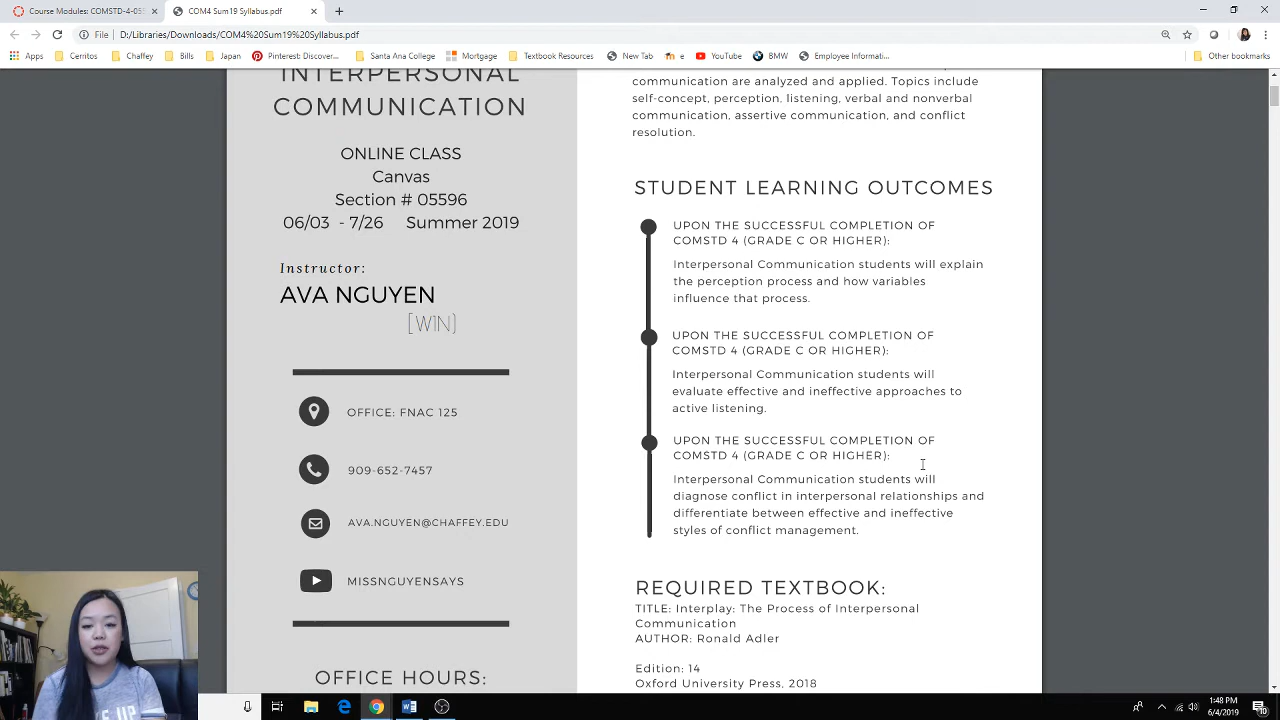 Course Modules: COMSTD-4-055
COM4 Sum19 Syllabus.pdf
File
D:/Libraries/Downloads/COM4%20Sum19%20Syllabus.pdf
Apps
Cerritos
Chaffey
Bills
Japan
Pinterest: Discover...
Santa Ana College
Mortgage
Textbook Resources
New Tab
moen
e
YouTube
BMW
Employee Informati...
Other bookmarks
INTERPERSONAL
COMMUNICATION
ONLINE CLASS
Canvas
Section # 05596
06/03 - 7/26 Summer 2019
Instructor:
AVA NGUYEN
[WIN]
OFFICE: FNAC 125
909-652-7457
AVA.NGUYEN@CHAFFEY.EDU
MISSNGUYENSAYS
OFFICE HOURS:
communication are analyzed and applied. Topics include
self-concept, perception, listening, verbal and nonverbal
communication, assertive communication, and conflict
resolution.
STUDENT LEARNING OUTCOMES
UPON THE SUCCESSFUL COMPLETION OF
COMSTD 4 (GRADE C OR HIGHER):
Interpersonal Communication students will explain
the perception process and how variables
influence that process.
UPON THE SUCCESSFUL COMPLETION OF
COMSTD 4 (GRADE C OR HIGHER):
Interpersonal Communication students will
evaluate effective and ineffective approaches to
active listening.
UPON THE SUCCESSFUL COMPLETION OF
COMSTD 4 (GRADE C OR HIGHER):
Interpersonal Communication students will
diagnose conflict in interpersonal relationships and
differentiate between effective and ineffective
styles of conflict management.
REQUIRED TEXTBOOK:
TITLE: Interplay: The Process of Interpersonal
Communication
AUTHOR: Ronald Adler
Edition: 14
Oxford University Press, 2018
1:48 PM
6/4/2019